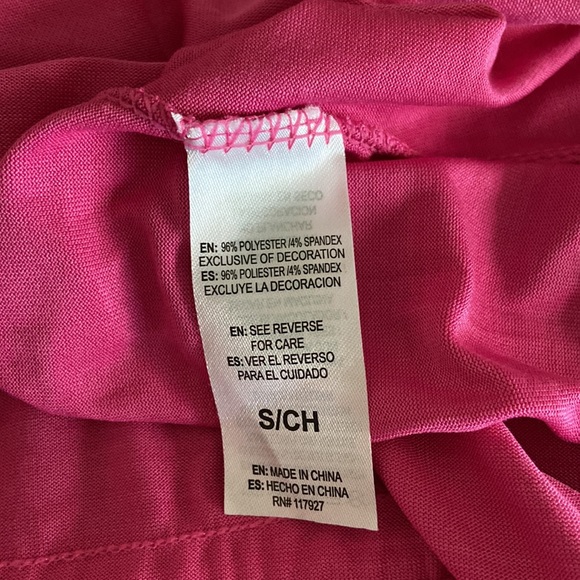 EN: 96% POLYESTER /4% SPANDEX
EXCLUSIVE OF DECORATION
ES: 96% POLIESTER /4% SPANDEX
EXCLUYE LA DECORACION
EN: SEE REVERSE
FOR CARE
ES: VER EL REVERSO
PARA EL CUIDADO
S/CH
EN: MADE IN CHINA
ES: HECHO EN CHINA
RN# 117927